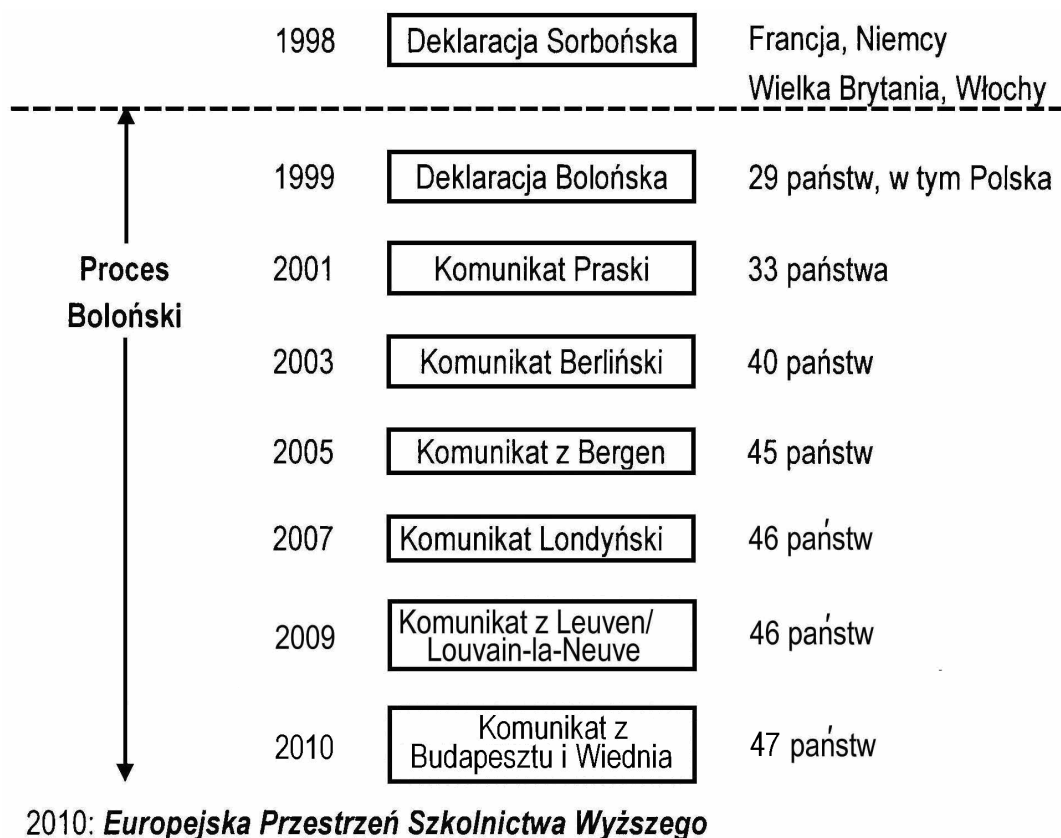 1998 Deklaracja Sorbońska Francja, Niemcy
Wielka Brytania, Włochy
1999 Deklaracja Bolońska 29 państw, w tym Polska
Proces
Boloński
2001 Komunikat Praski 33 państwa
2003 Komunikat Berliński 40 państw
2005 Komunikat z Bergen 45 państw
2007 Komunikat Londyński 46 państw
2009 Komunikat z Leuven/
Louvain-la-Neuve 46 państw
2010 Komunikat z
Budapesztu i Wiednia 47 państw
2010: Europejska Przestrzeń Szkolnictwa Wyższego